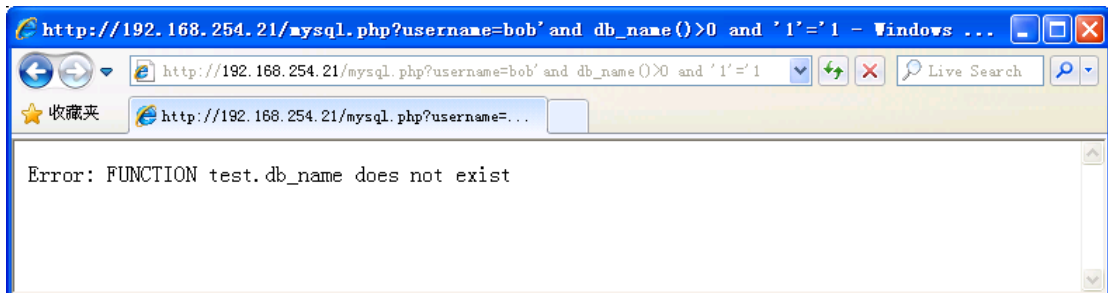 http://192.168.254.21/mysql.php?username=bob'and db_name()>0 and '1'='1 - Windows ...
http://192.168.254.21/mysql.php?username=bob'and db_name()>0 and '1'='1
Live Search
收藏夹
http://192.168.254.21/mysql.php?username=...
Error: FUNCTION test.db_name does not exist